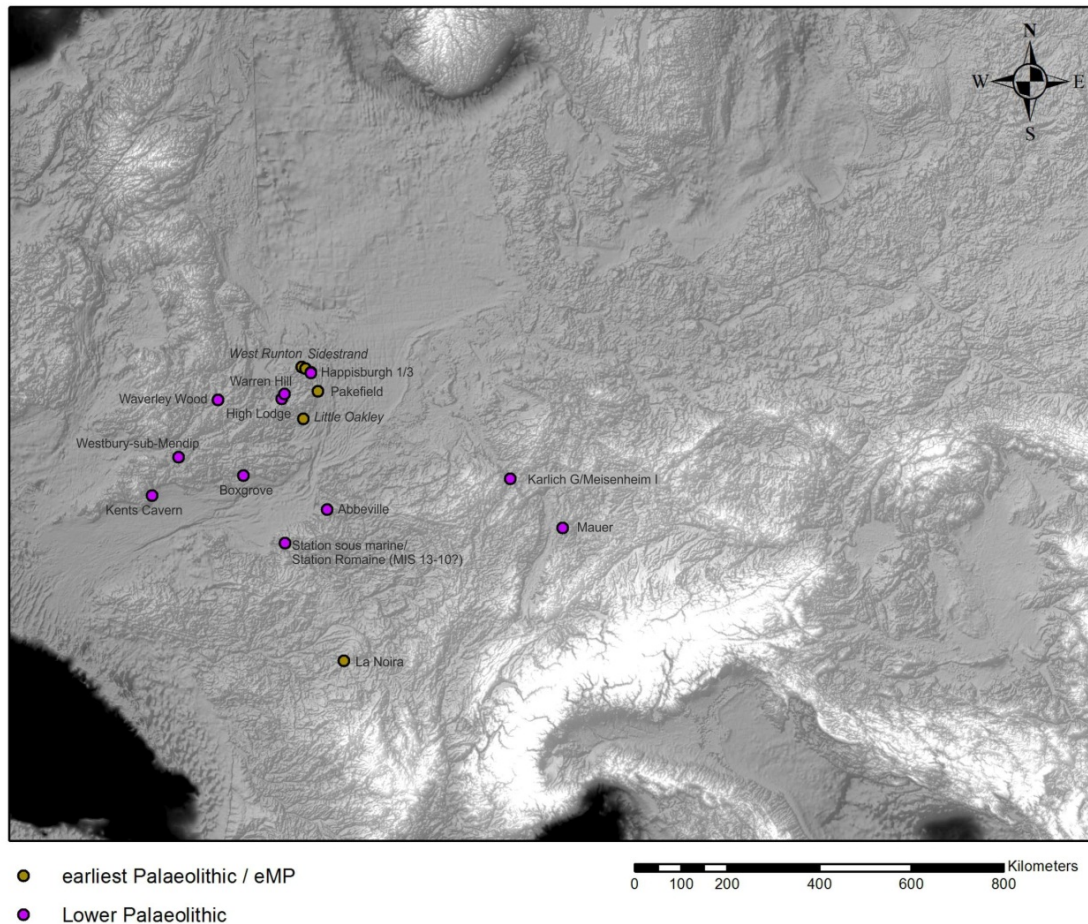 N
W E
S
West Runton Sidestrand
Happisburgh 1/3
Warren Hill
Pakefield
Waverley Wood
High Lodge
Little Oakley
Westbury-sub-Mendip
Boxgrove
Karlich G/Meisenheim I
Kents Cavern
Abbeville
Mauer
Station sous marine/
Station Romaine (MIS 13-10?)
La Noira
earliest Palaeolithic / eMP
Lower Palaeolithic
Kilometers
0 100 200 400 600 800